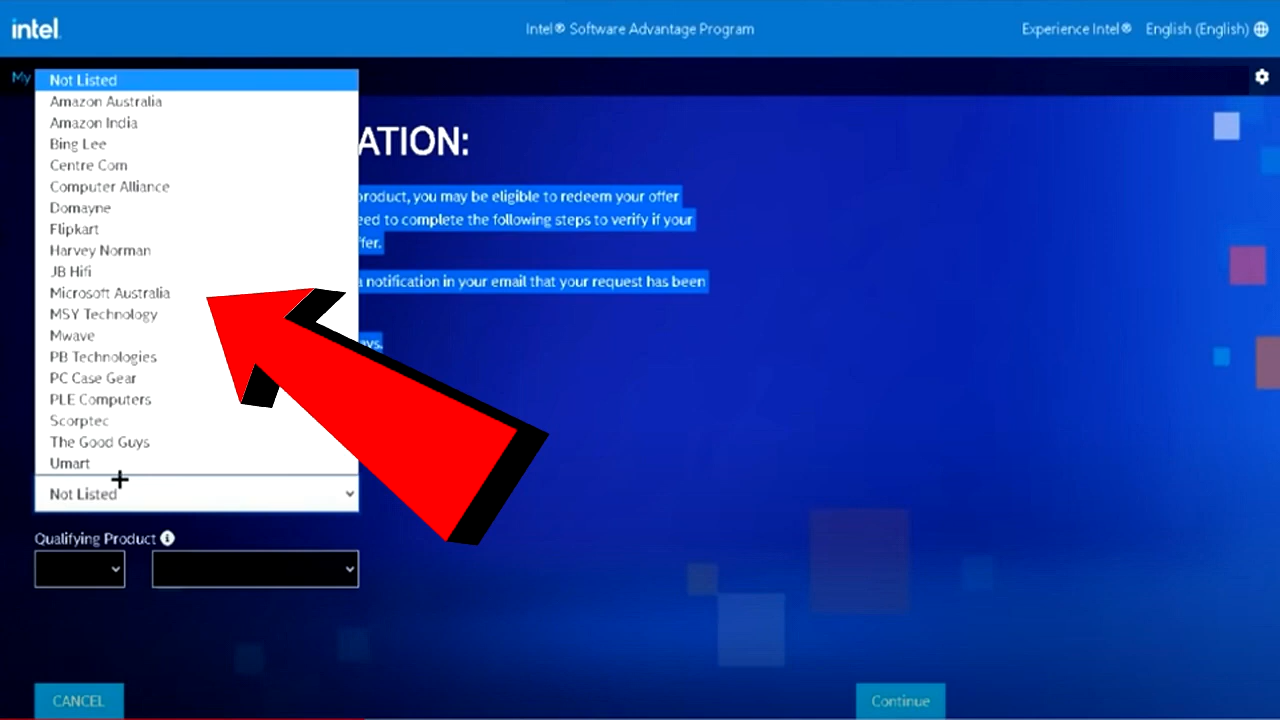 intel.
Intel® Software Advantage Program
Experience Intel®
English (English)
My
Not Listed
Amazon Australia
Amazon India
Bing Lee
Centre Com
Computer Alliance
Domayne
Flipkart
Harvey Norman
JB Hifi
Microsoft Australia
MSY Technology
Mwave
PB Technologies
PC Case Gear
PLE Computers
Scorptec
The Good Guys
Umart
Not Listed
ATION:
product, you may be eligible to redeem your offer
eed to complete the following steps to verify if your
ffer.
a notification in your email that your request has been
ays.
Qualifying Product
CANCEL
Continue